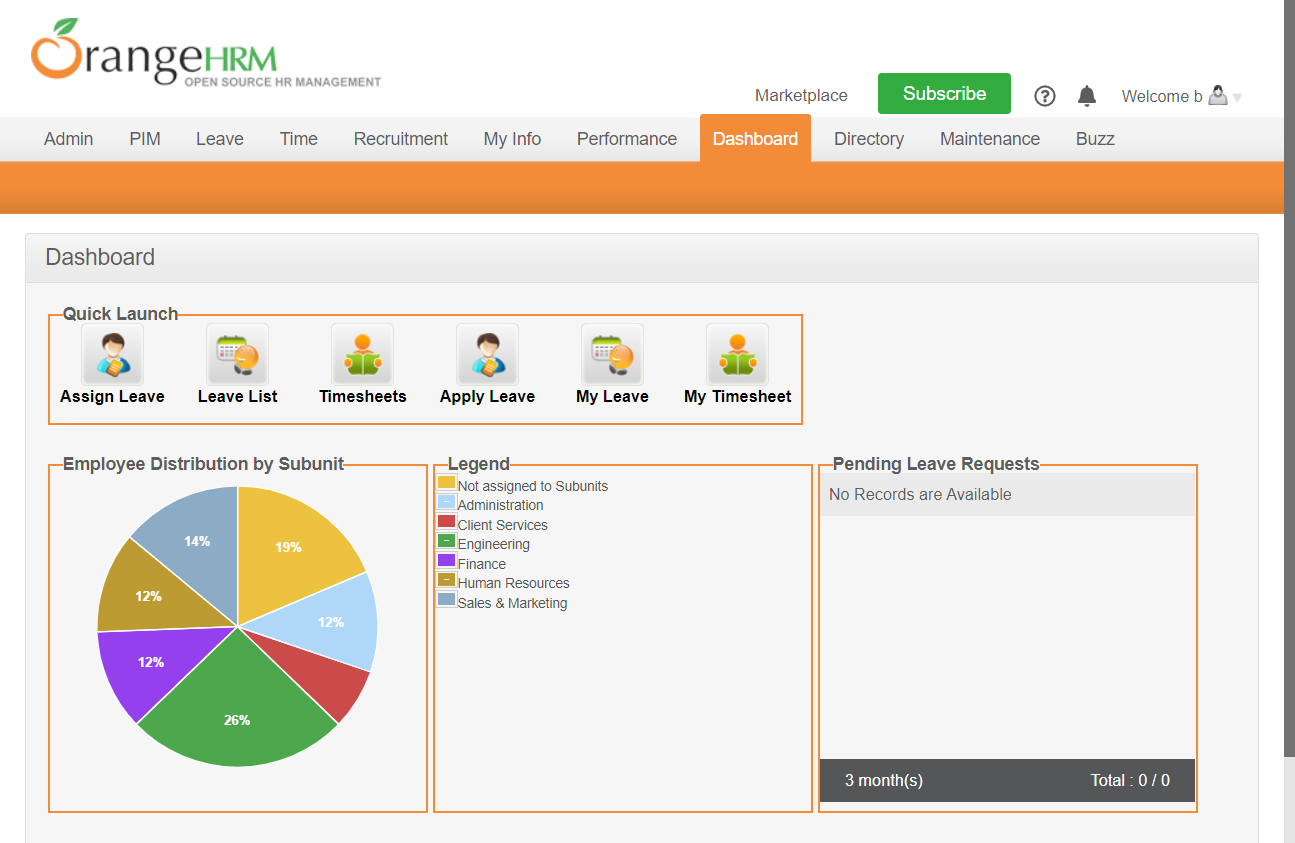 OrangeHRM
OPEN SOURCE HR MANAGEMENT
Marketplace Subscribe ? Welcome b
Admin PIM Leave Time Recruitment My Info Performance Dashboard Directory Maintenance Buzz
Dashboard
Quick Launch
Assign Leave Leave List Timesheets Apply Leave My Leave My Timesheet
Employee Distribution by Subunit
19%
12%
26%
12%
12%
14%
Legend
Not assigned to Subunits
Administration
Client Services
Engineering
Finance
Human Resources
Sales & Marketing
Pending Leave Requests
No Records are Available
3 month(s) Total : 0 / 0